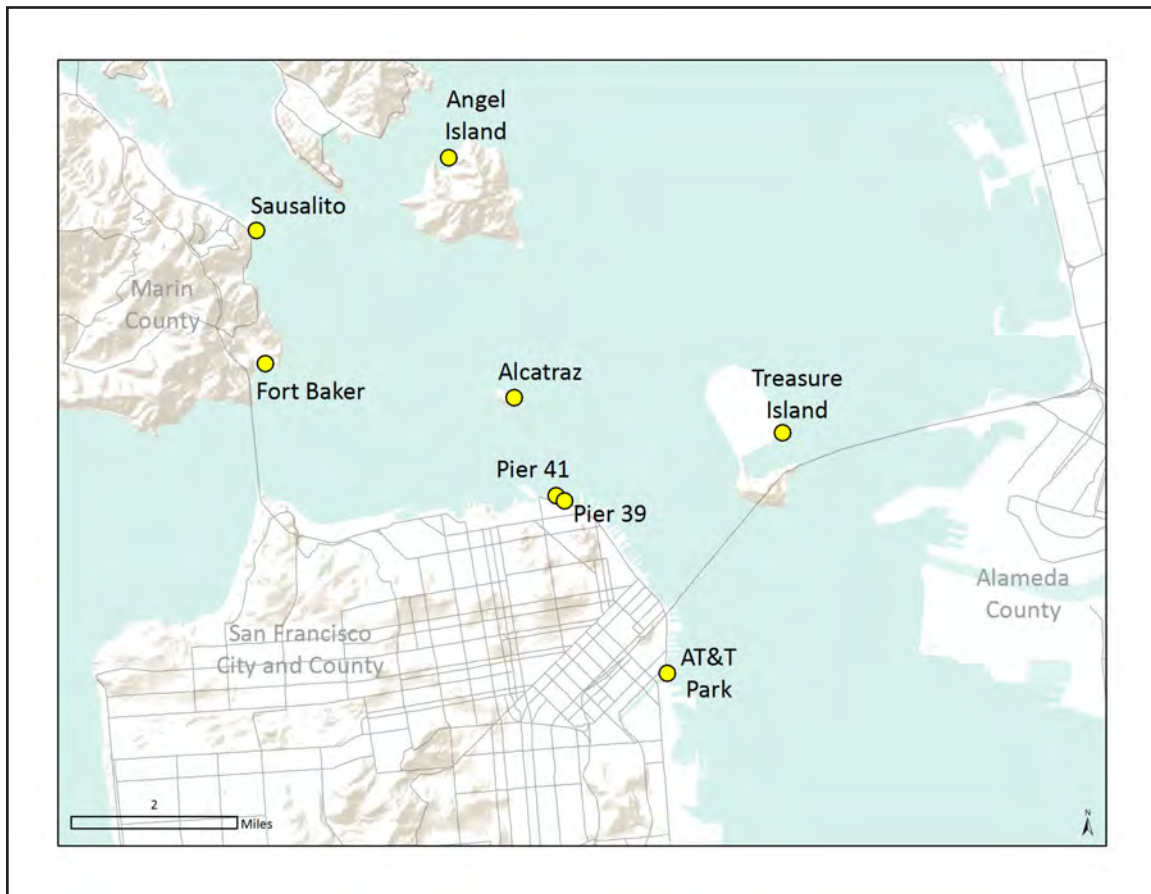 Angel
Island
Sausalito
Marin
County
Fort Baker
Alcatraz
Treasure
Island
Pier 41
Pier 39
Alameda
County
San Francisco
City and County
AT&T
Park
2
Miles
N